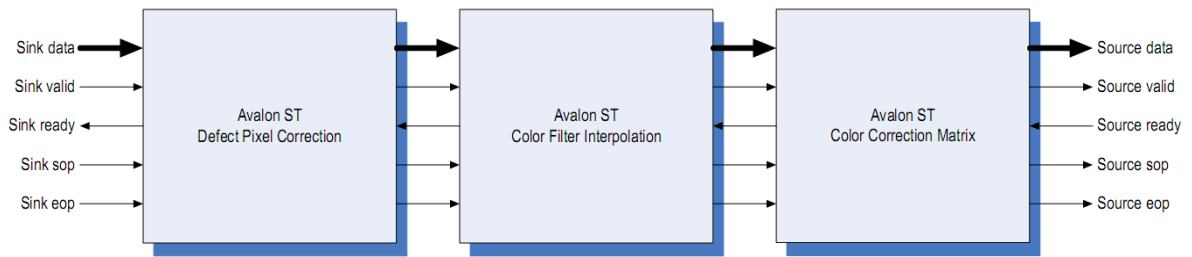 Sink data
Sink valid
Sink ready
Sink sop
Sink eop
Avalon ST
Defect Pixel Correction
Avalon ST
Color Filter Interpolation
Avalon ST
Color Correction Matrix
Source data
Source valid
Source ready
Source sop
Source eop